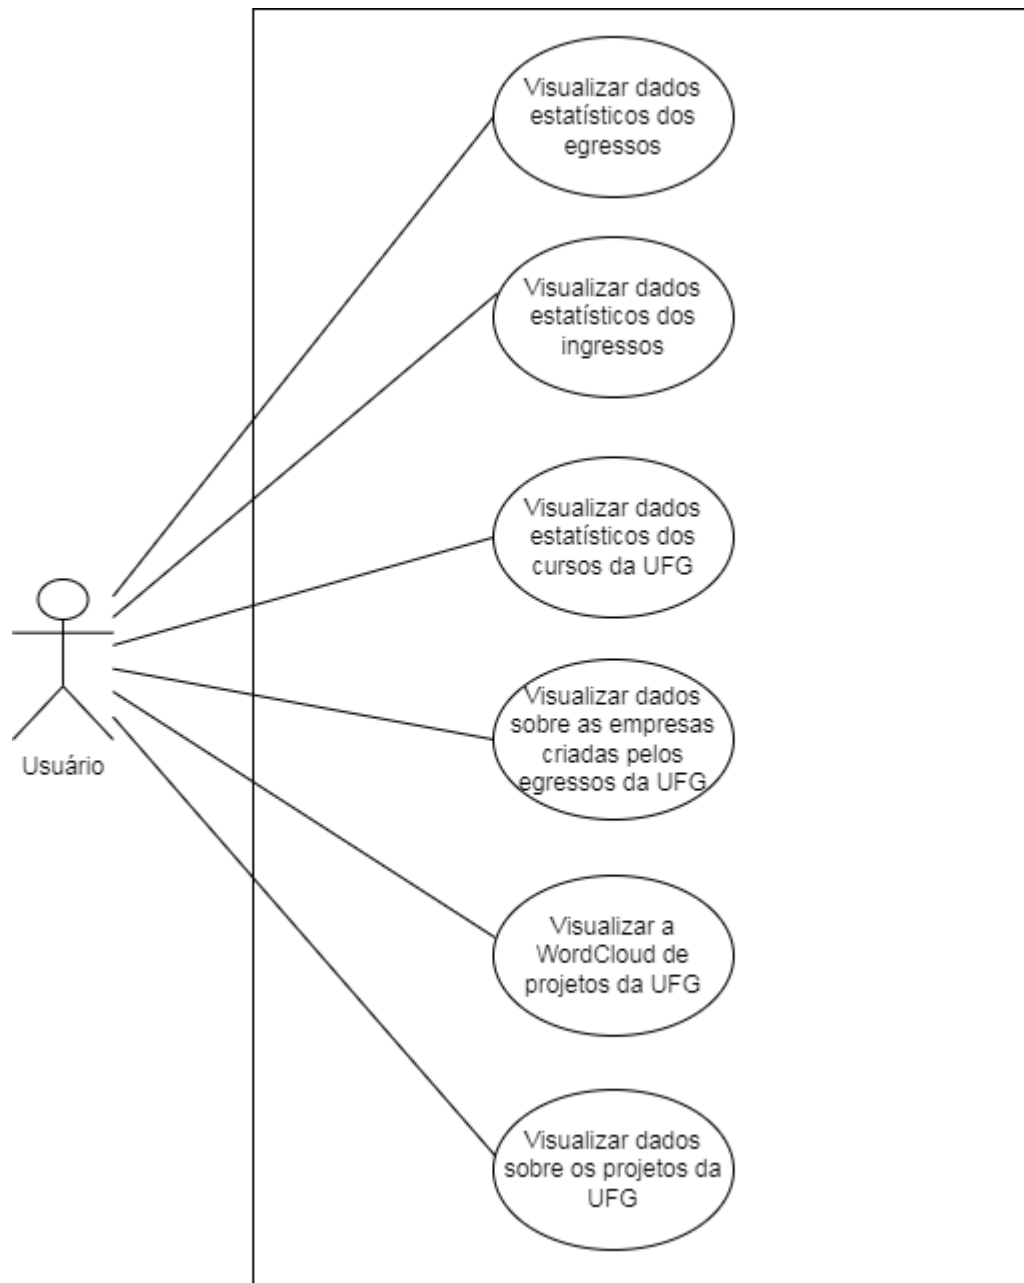 Visualizar dados
estatísticos dos
egressos
Visualizar dados
estatísticos dos
ingressos
Visualizar dados
estatísticos dos
cursos da UFG
Visualizar dados
sobre as empresas
criadas pelos
egressos da UFG
Usuário
Visualizar a
WordCloud de
projetos da UFG
Visualizar dados
sobre os projetos da
UFG